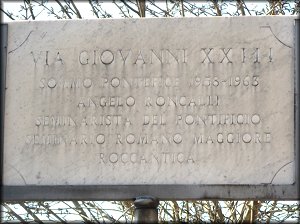 VIA GIOVANNI XXIII
SOMMO PONTEFICE 1958-1963
ANGELO RONCALLI
SEMINARISTA DEL PONTIFICIO
SEMINARIO ROMANO MAGGIORE
ROCCANTICA